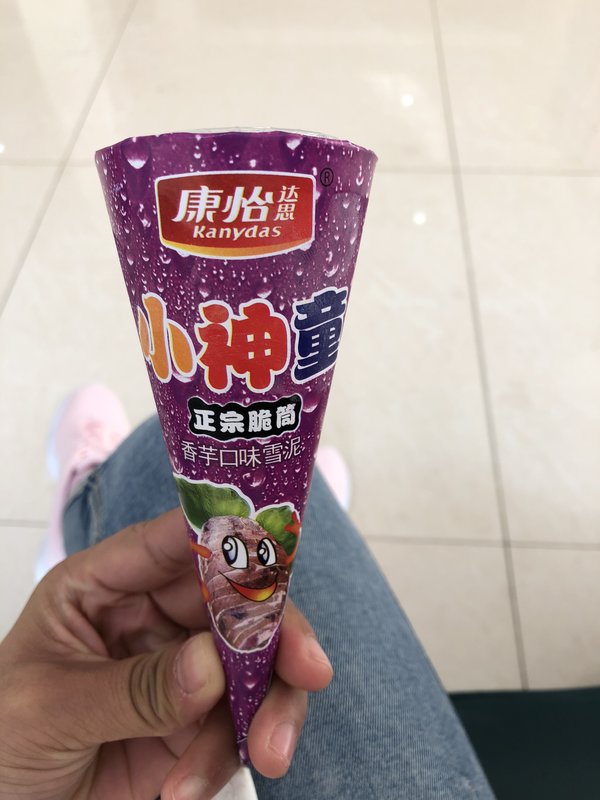 康怡达思
®
Kanydas
小神童
正宗脆筒
香芋口味雪泥